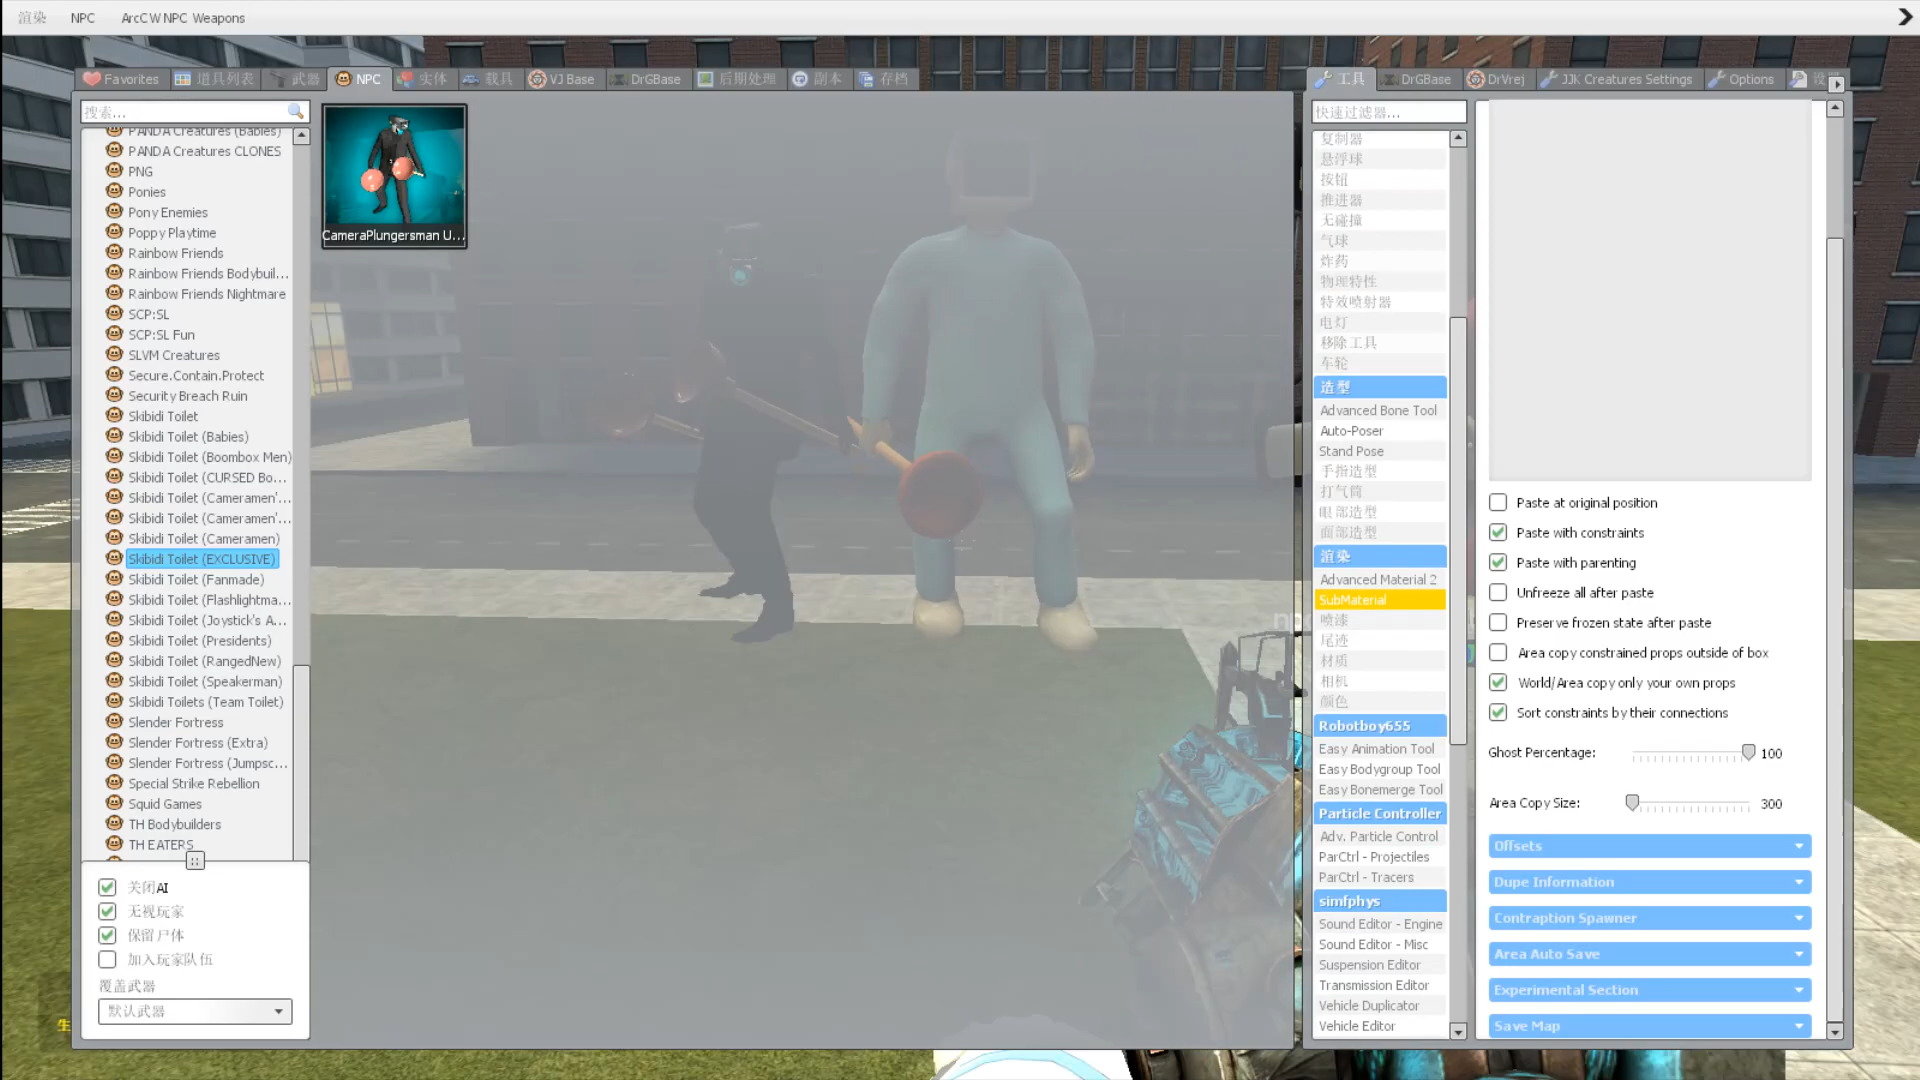 渲染 NPC ArcCW NPC Weapons
Favorites 道具列表 武器 NPC 实体 载具 VJ Base DrGBase 后期处理 副本 存档
工具 DrGBase DrVrej JJK Creatures Settings Options
搜索...
PANDA Creatures (Babies)
PANDA Creatures CLONES
PNG
Ponies
Pony Enemies
Poppy Playtime
Rainbow Friends
Rainbow Friends Bodybuil...
Rainbow Friends Nightmare
SCP:SL
SCP:SL Fun
SLVM Creatures
Secure.Contain.Protect
Security Breach Ruin
Skibidi Toilet
Skibidi Toilet (Babies)
Skibidi Toilet (Boombox Men)
Skibidi Toilet (CURSED Bo...
Skibidi Toilet (Cameramen'...
Skibidi Toilet (Cameramen'...
Skibidi Toilet (Cameramen)
Skibidi Toilet (EXCLUSIVE)
Skibidi Toilet (Fanmade)
Skibidi Toilet (Flashlightma...
Skibidi Toilet (Joystick's A...
Skibidi Toilet (Presidents)
Skibidi Toilet (RangedNew)
Skibidi Toilet (Speakerman)
Skibidi Toilets (Team Toilet)
Slender Fortress
Slender Fortress (Extra)
Slender Fortress (Jumpsc...
Special Strike Rebellion
Squid Games
TH Bodybuilders
TH EATERS
关闭AI
无视玩家
保留尸体
加入玩家队伍
覆盖武器
默认武器
生
CameraPlungersman U...
快速过滤器...
复制器
悬浮球
按钮
推进器
无碰撞
气球
炸药
物理特性
特效喷射器
电灯
移除工具
车轮
造型
Advanced Bone Tool
Auto-Poser
Stand Pose
手指造型
打气筒
眼部造型
面部造型
渲染
Advanced Material 2
SubMaterial
喷漆
尾迹
材质
相机
颜色
Robotboy655
Easy Animation Tool
Easy Bodygroup Tool
Easy Bonemerge Tool
Particle Controller
Adv. Particle Control
ParCtrl - Projectiles
ParCtrl - Tracers
simfphys
Sound Editor - Engine
Sound Editor - Misc
Suspension Editor
Transmission Editor
Vehicle Duplicator
Vehicle Editor
Paste at original position
Paste with constraints
Paste with parenting
Unfreeze all after paste
Preserve frozen state after paste
Area copy constrained props outside of box
World/Area copy only your own props
Sort constraints by their connections
Ghost Percentage: 100
Area Copy Size: 300
Offsets
Dupe Information
Contraption Spawner
Area Auto Save
Experimental Section
Save Map